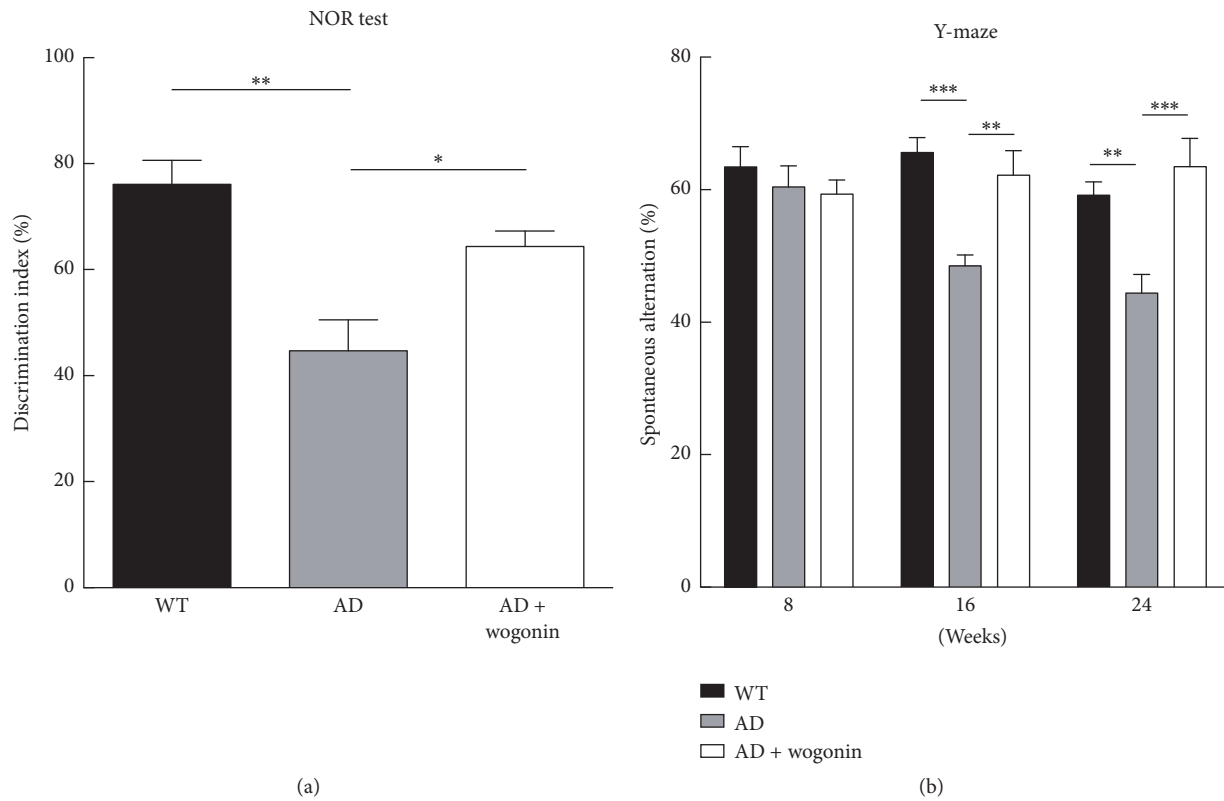 NOR test
100
80
60
40
20
0
Discrimination index (%)
**
*
WT
AD
AD +
wogonin
(a)
Y-maze
80
60
40
20
0
Spontaneous alternation (%)
***
**
**
***
8
16
24
(Weeks)
WT
AD
AD + wogonin
(b)